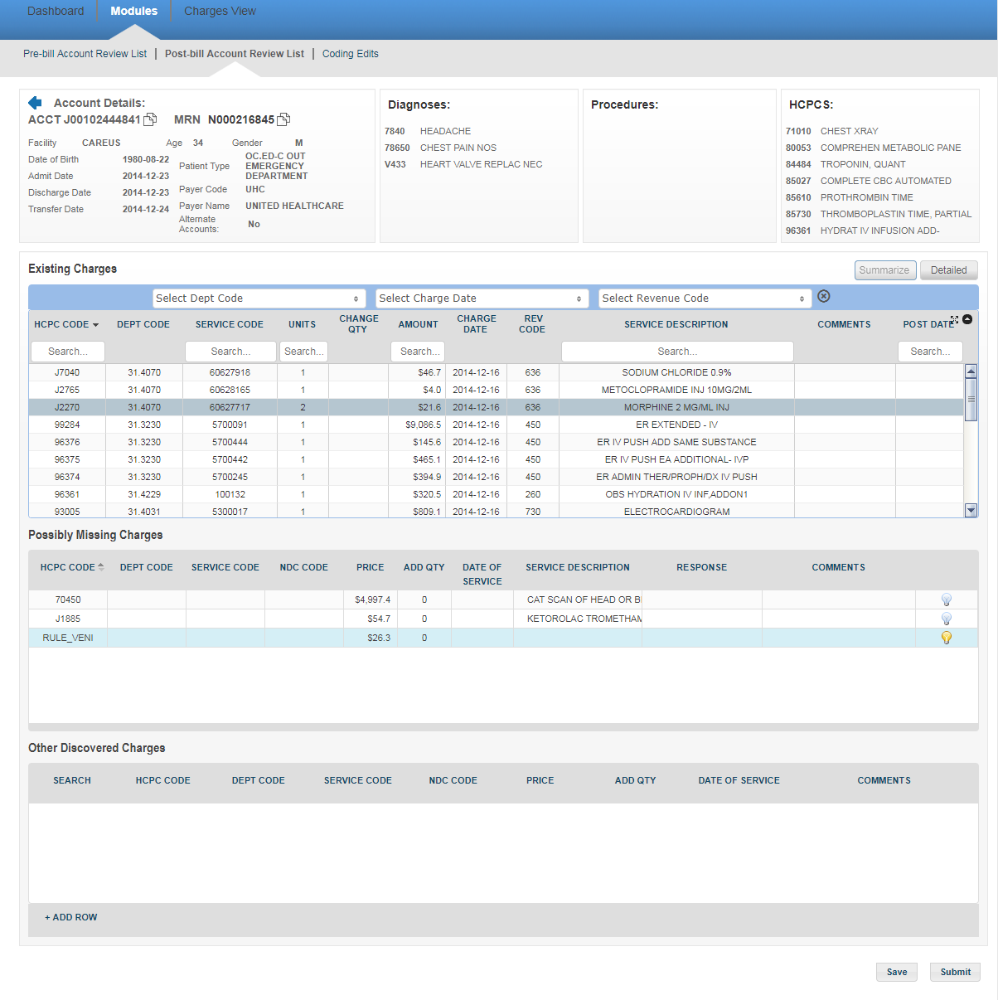 Dashboard Modules Charges View
Pre-bill Account Review List | Post-bill Account Review List | Coding Edits
Account Details:
ACCT J00102444841 MRN N000216845
Facility CAREUS Age 34 Gender M
Date of Birth 1980-08-22
Admit Date 2014-12-23
Discharge Date 2014-12-23
Transfer Date 2014-12-24
Patient Type OC.ED-C OUT
EMERGENCY
DEPARTMENT
Payer Code UHC
Payer Name UNITED HEALTHCARE
Alternate
Accounts: No
Diagnoses:
7840 HEADACHE
78650 CHEST PAIN NOS
V433 HEART VALVE REPLAC NEC
Procedures:
HCPCS:
71010 CHEST XRAY
80053 COMPREHEN METABOLIC PANE
84484 TROPONIN, QUANT
85027 COMPLETE CBC AUTOMATED
85610 PROTHROMBIN TIME
85730 THROMBOPLASTIN TIME, PARTIAL
96361 HYDRAT IV INFUSION ADD-
Existing Charges Summarize Detailed
Select Dept Code Select Charge Date Select Revenue Code
HCPC CODE DEPT CODE SERVICE CODE UNITS CHANGE QTY AMOUNT CHARGE DATE REV CODE SERVICE DESCRIPTION COMMENTS POST DATE
Search... Search... Search... Search... Search... Search...
J7040 31.4070 60627918 1 $46.7 2014-12-16 636 SODIUM CHLORIDE 0.9%
J2765 31.4070 60628165 1 $4.0 2014-12-16 636 METOCLOPRAMIDE INJ 10MG/2ML
J2270 31.4070 60627717 2 $21.6 2014-12-16 636 MORPHINE 2 MG/ML INJ
99284 31.3230 5700091 1 $9,086.5 2014-12-16 450 ER EXTENDED - IV
96376 31.3230 5700444 1 $145.6 2014-12-16 450 ER IV PUSH ADD SAME SUBSTANCE
96375 31.3230 5700442 1 $465.1 2014-12-16 450 ER IV PUSH EA ADDITIONAL- IVP
96374 31.3230 5700245 1 $394.9 2014-12-16 450 ER ADMIN THER/PROPH/DX IV PUSH
96361 31.4229 100132 1 $320.5 2014-12-16 260 OBS HYDRATION IV INF,ADDON1
93005 31.4031 5300017 1 $809.1 2014-12-16 730 ELECTROCARDIOGRAM
Possibly Missing Charges
HCPC CODE DEPT CODE SERVICE CODE NDC CODE PRICE ADD QTY DATE OF SERVICE SERVICE DESCRIPTION RESPONSE COMMENTS
70450 $4,997.4 0 CAT SCAN OF HEAD OR B
J1885 $54.7 0 KETOROLAC TROMETHAM
RULE_VENI $26.3 0
Other Discovered Charges
SEARCH HCPC CODE DEPT CODE SERVICE CODE NDC CODE PRICE ADD QTY DATE OF SERVICE COMMENTS
+ ADD ROW
Save Submit